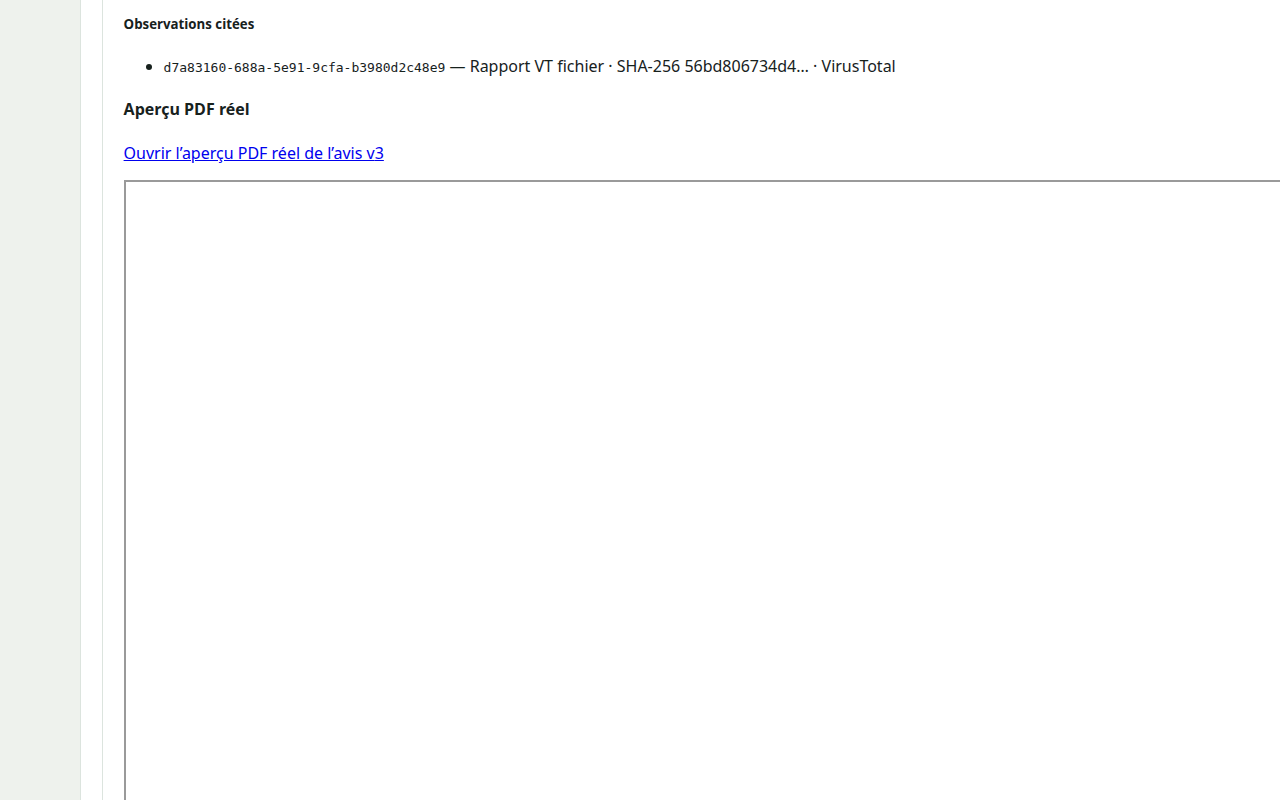 Observations citées
d7a83160-688a-5e91-9cfa-b3980d2c48e9 — Rapport VT fichier · SHA-256 56bd806734d4… · VirusTotal
Aperçu PDF réel
Ouvrir l’aperçu PDF réel de l’avis v3